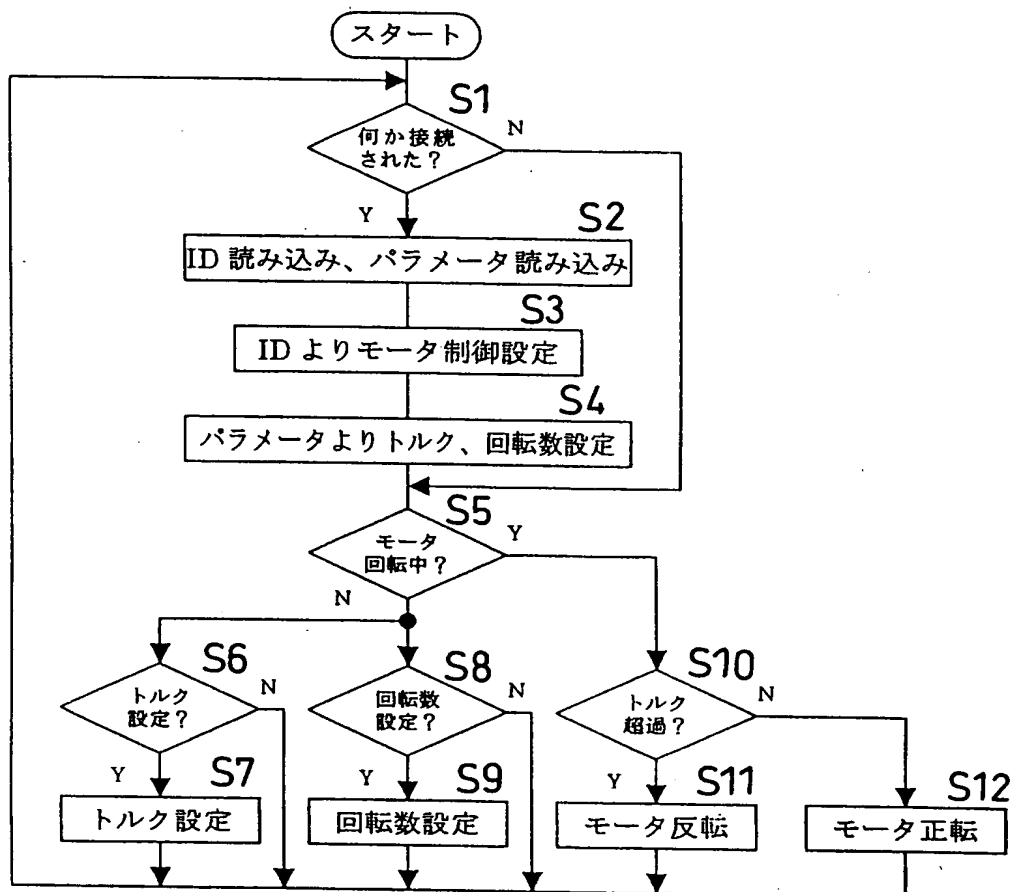 スタート
S1
何か接続
された?
N
Y
S2
ID 読み込み、パラメータ読み込み
S3
ID よりモータ制御設定
S4
パラメータよりトルク、回転数設定
S5
モータ
回転中?
Y
N
S6
トルク
設定?
N
Y
S7
トルク設定
S8
回転数
設定?
N
Y
S9
回転数設定
S10
トルク
超過?
N
Y
S11
モータ反転
S12
モータ正転